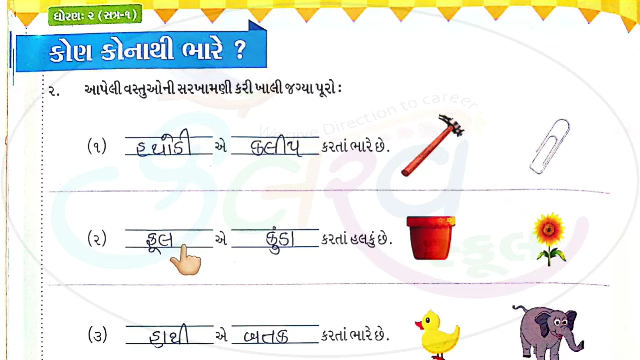 ધોરણઃ ૨ (સત્ર-૧)
કોણ કોનાથી ભારે ?
૨. આપેલી વસ્તુઓની સરખામણી કરી ખાલી જગ્યા પૂરો :
(૧) હથોડી એ કલીપ કરતાં ભારે છે.
(૨) ફૂલ એ કુંડા કરતાં હલકું છે.
(૩) હાથી એ બતક કરતાં ભારે છે.